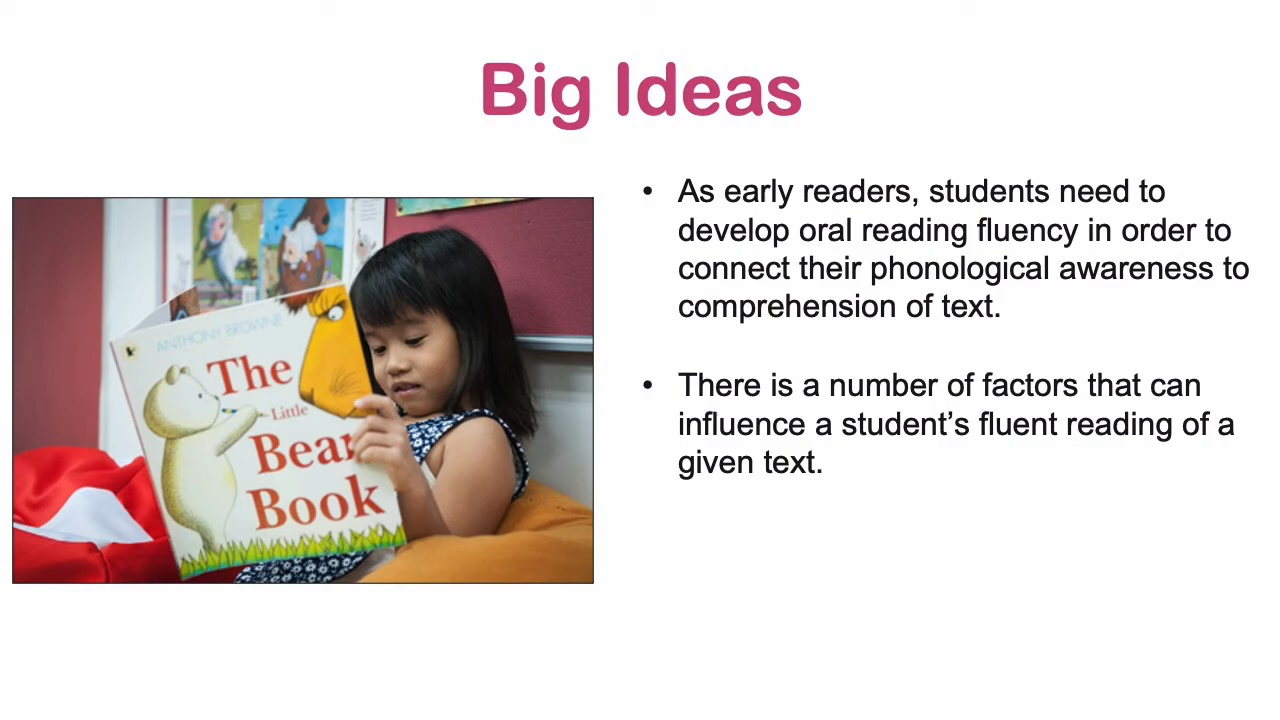 Big Ideas
• As early readers, students need to
develop oral reading fluency in order to
connect their phonological awareness to
comprehension of text.
• There is a number of factors that can
influence a student’s fluent reading of a
given text.
ANTHONY BROWNE
The
Little
Bear
Book